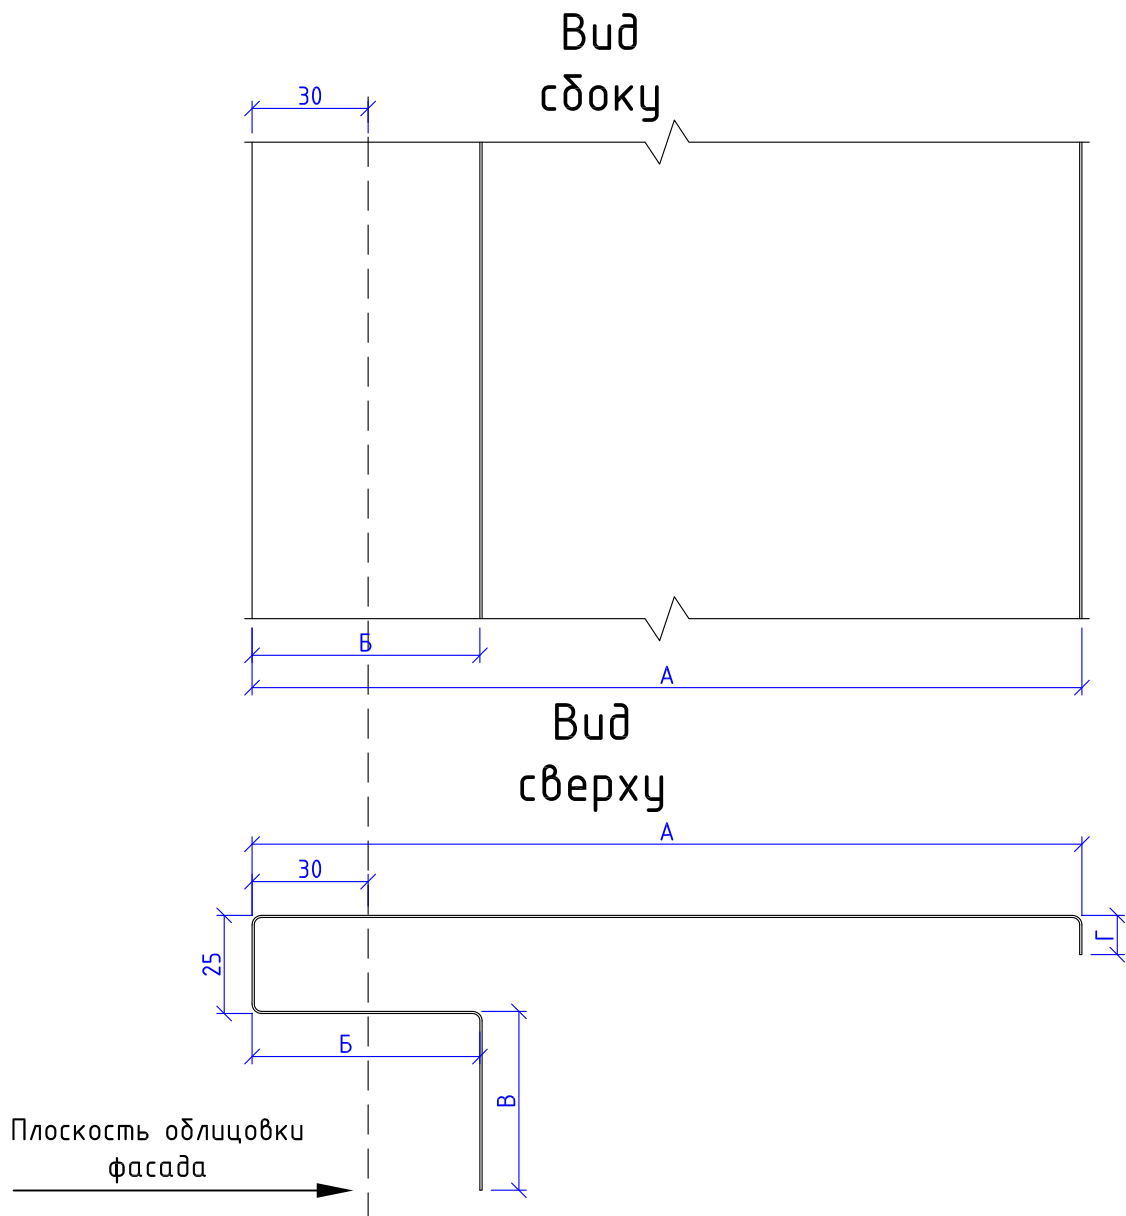 Вид
сбоку
30
Б
А
Вид
сверху
А
30
25
Г
Б
В
Плоскость облицовки
фасада